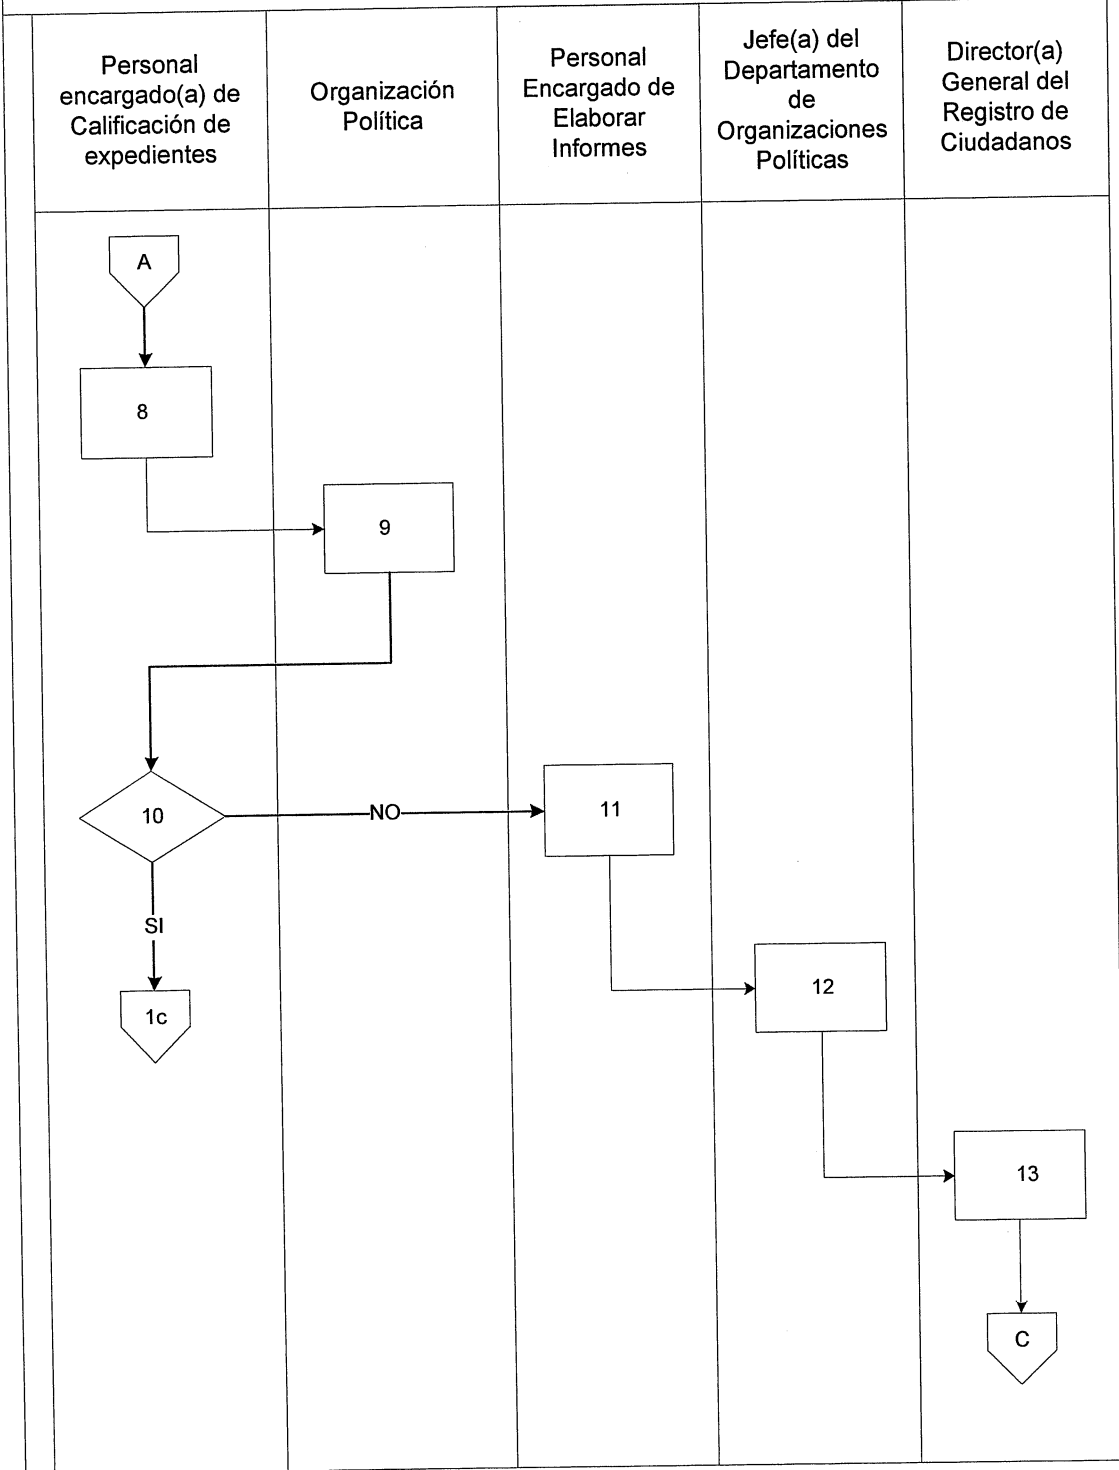 Personal
encargado(a) de
Calificación de
expedientes
Organización
Política
Personal
Encargado de
Elaborar
Informes
Jefe(a) del
Departamento
de
Organizaciones
Políticas
Director(a)
General del
Registro de
Ciudadanos
A
8
9
10
NO
11
SI
1c
12
13
C